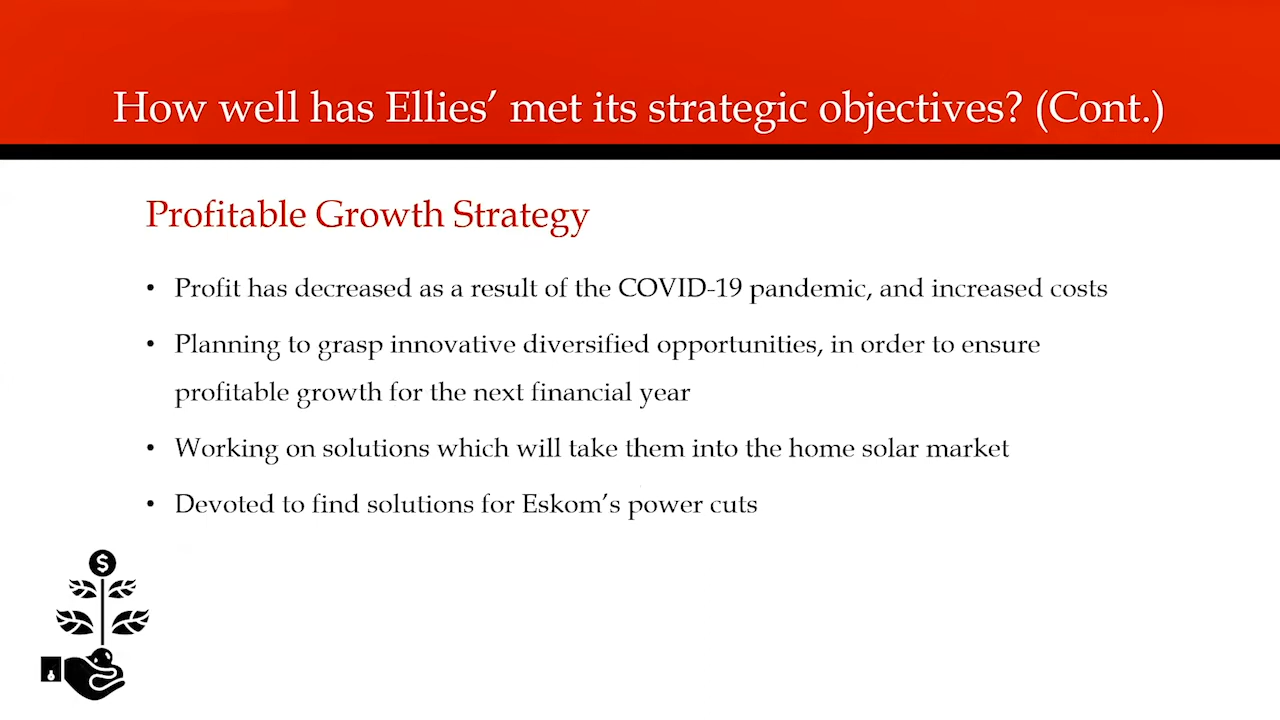 How well has Ellies’ met its strategic objectives? (Cont.)
Profitable Growth Strategy
• Profit has decreased as a result of the COVID-19 pandemic, and increased costs
• Planning to grasp innovative diversified opportunities, in order to ensure
profitable growth for the next financial year
• Working on solutions which will take them into the home solar market
• Devoted to find solutions for Eskom’s power cuts
$